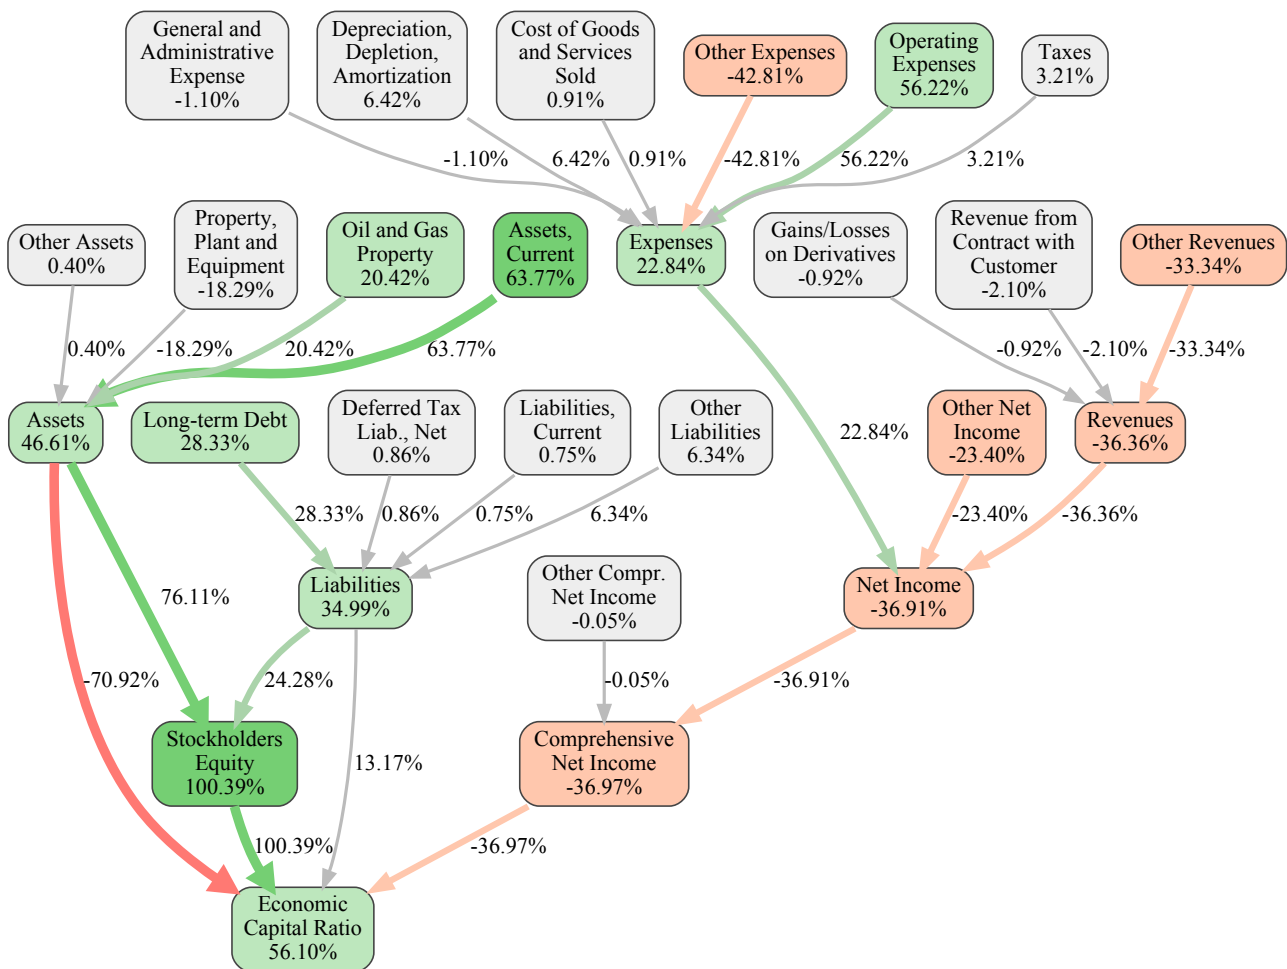 General and
Administrative
Expense
-1.10%
Depreciation,
Depletion,
Amortization
6.42%
Cost of Goods
and Services
Sold
0.91%
Other Expenses
-42.81%
Operating
Expenses
56.22%
Taxes
3.21%
-1.10%
6.42%
0.91%
-42.81%
56.22%
3.21%
Other Assets
0.40%
Property,
Plant and
Equipment
-18.29%
Oil and Gas
Property
20.42%
Assets,
Current
63.77%
Expenses
22.84%
Gains/Losses
on Derivatives
-0.92%
Revenue from
Contract with
Customer
-2.10%
Other Revenues
-33.34%
0.40%
-18.29%
20.42%
63.77%
-0.92%
-2.10%
-33.34%
Assets
46.61%
Long-term Debt
28.33%
Deferred Tax
Liab., Net
0.86%
Liabilities,
Current
0.75%
Other
Liabilities
6.34%
22.84%
Other Net
Income
-23.40%
Revenues
-36.36%
28.33%
0.86%
0.75%
6.34%
-23.40%
-36.36%
76.11%
Liabilities
34.99%
Other Compr.
Net Income
-0.05%
Net Income
-36.91%
-70.92%
24.28%
-0.05%
-36.91%
Stockholders
Equity
100.39%
13.17%
Comprehensive
Net Income
-36.97%
100.39%
-36.97%
Economic
Capital Ratio
56.10%